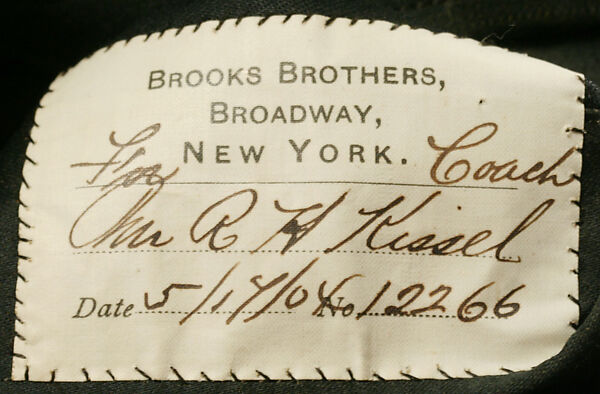 BROOKS BROTHERS,
BROADWAY,
NEW YORK.
For Coach
Mr R H Kissel
Date 5/17/04 No 12266